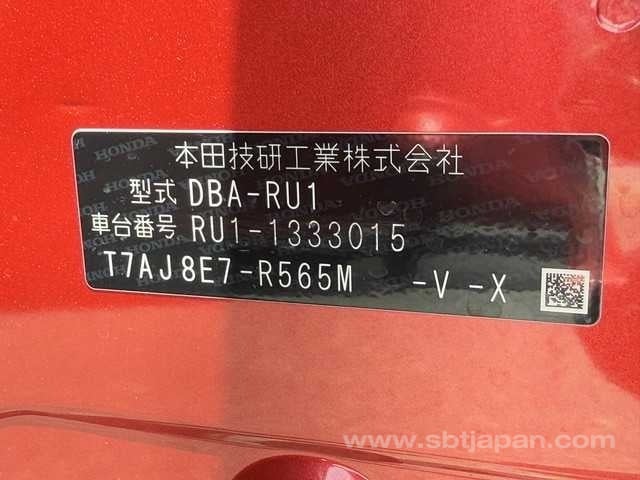 本田技研工業株式会社
型式 DBA-RU1
車台番号 RU1-1333015
T7AJ8E7-R565M -V -X
www.sbtjapan.com